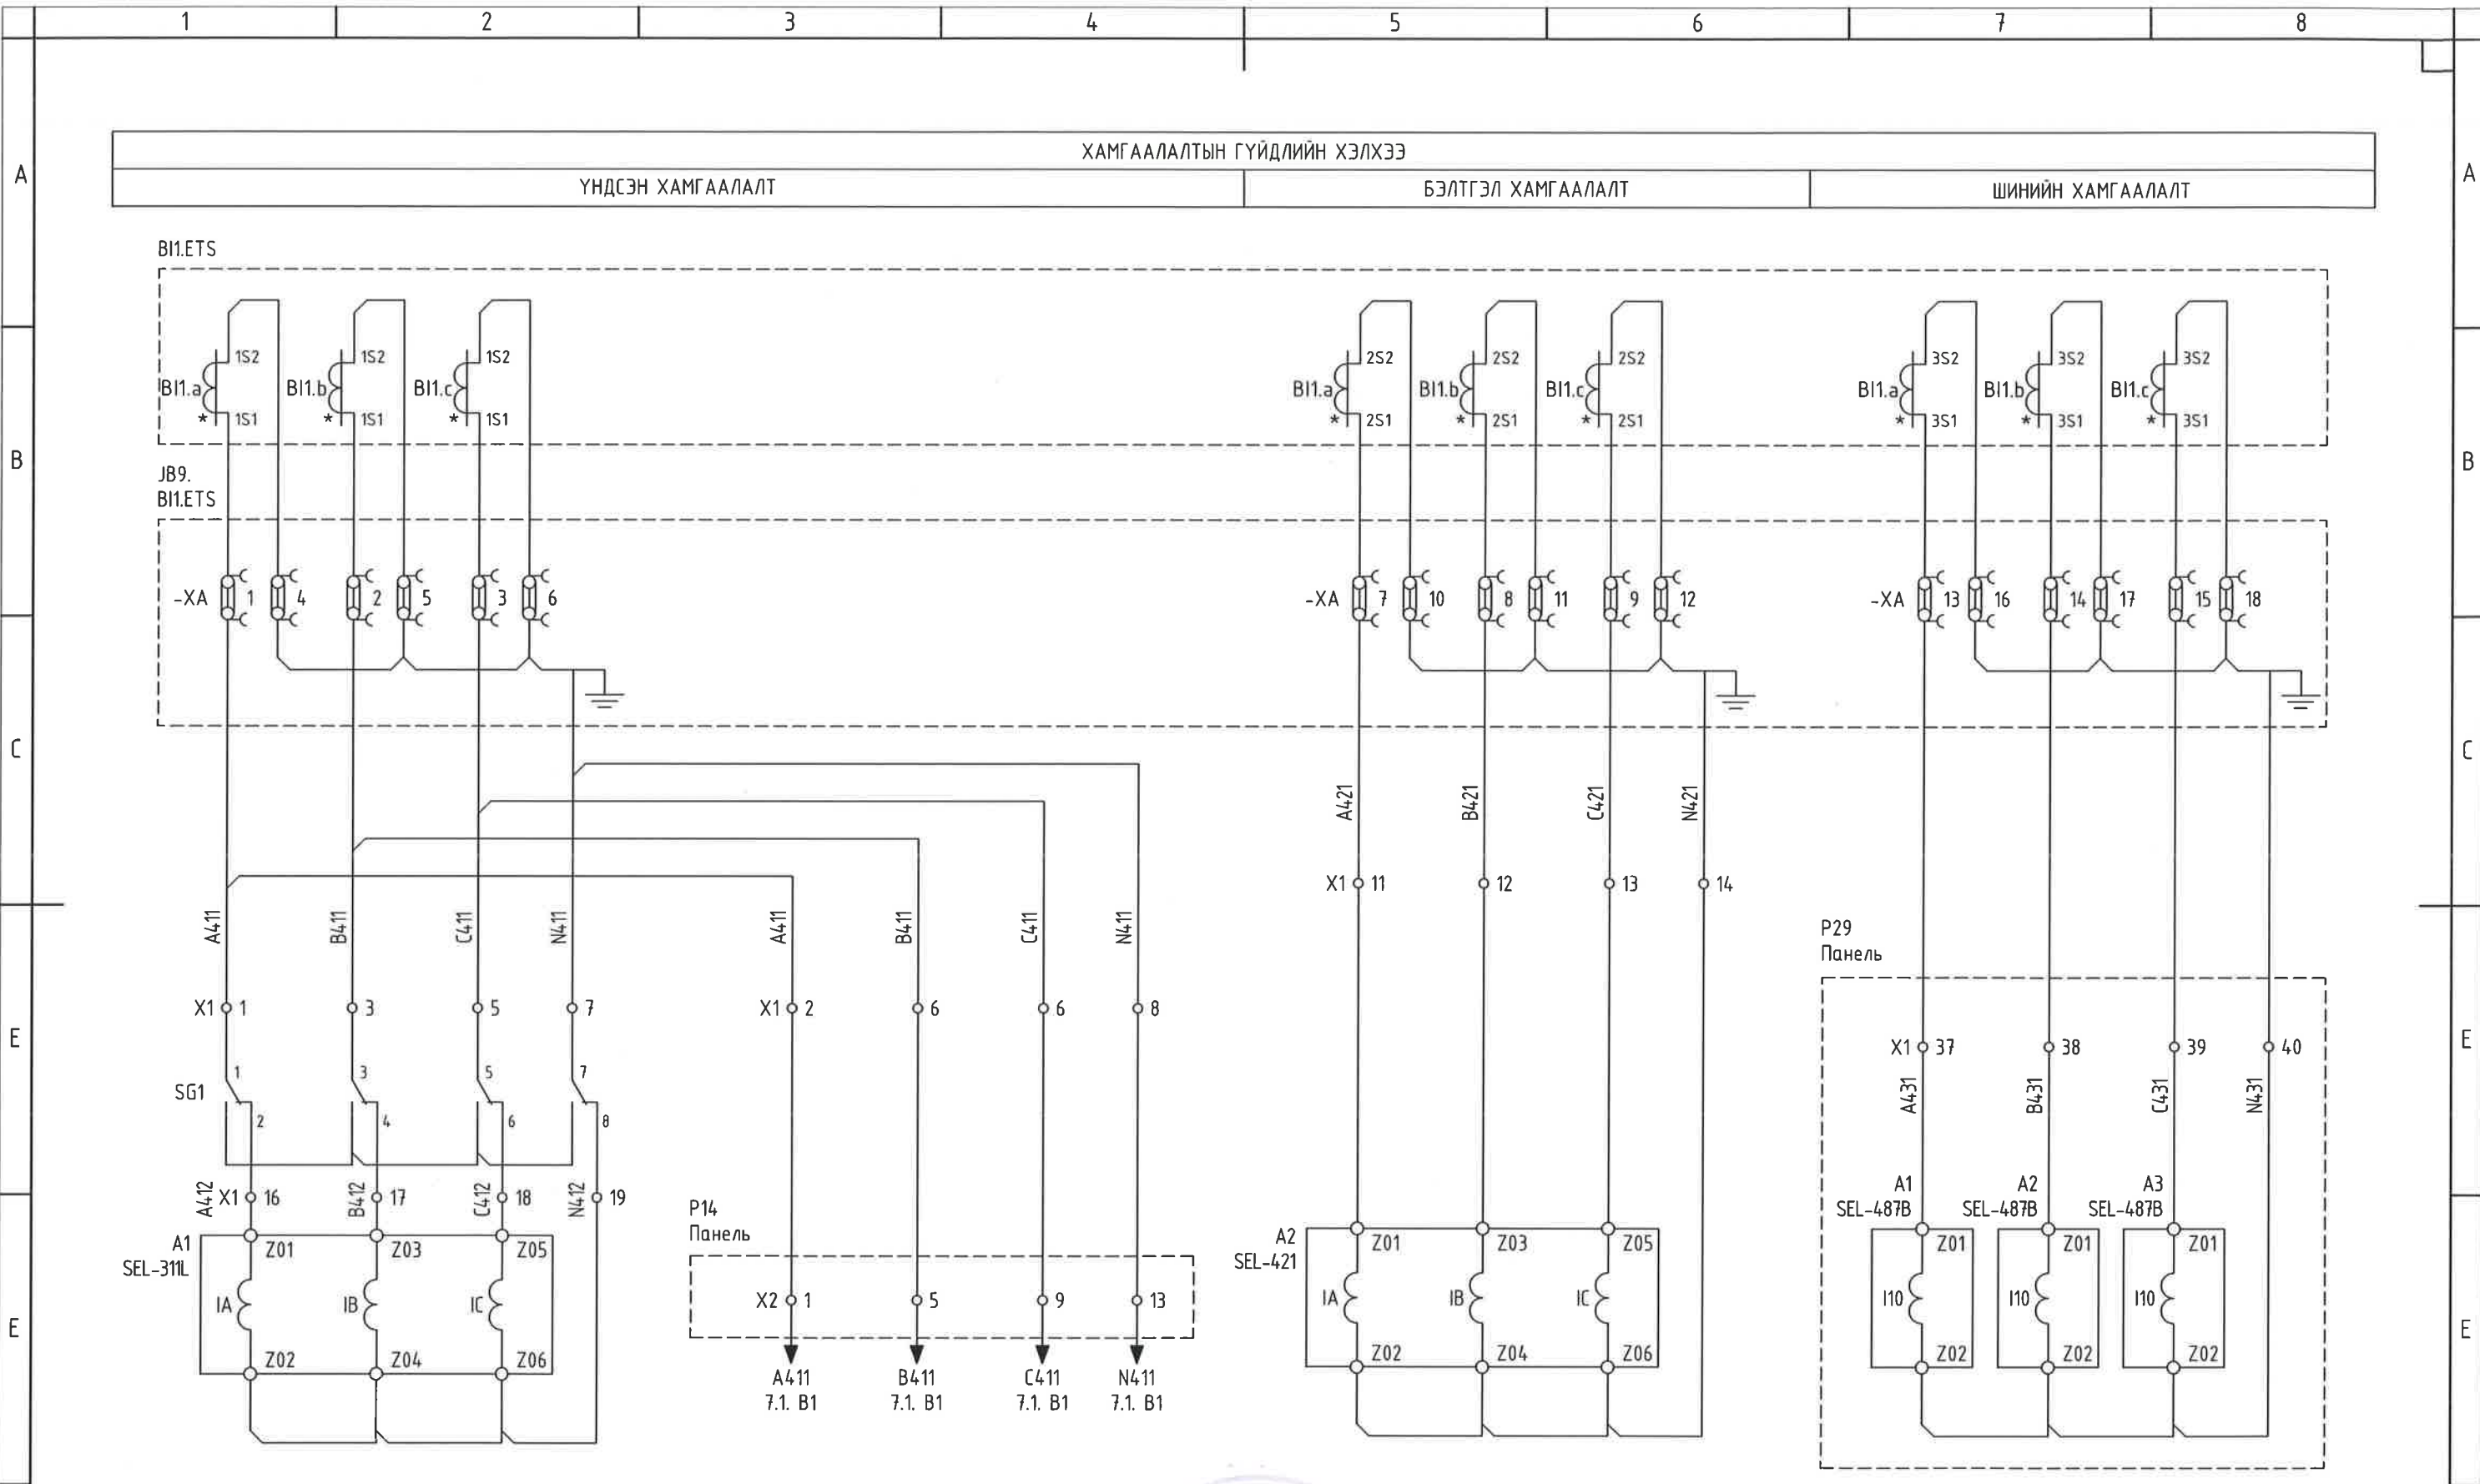 1 2 3 4 5 6 7 8
ХАМГААЛАЛТЫН ГҮЙДЛИЙН ХЭЛХЭЭ
A A
ҮНДСЭН ХАМГААЛАЛТ БЭЛТГЭЛ ХАМГААЛАЛТ ШИНИЙН ХАМГААЛАЛТ
BI1.ETS
1S2 1S2 1S2 2S2 2S2 2S2 3S2 3S2 3S2
BI1.a BI1.b BI1.c BI1.a BI1.b BI1.c BI1.a BI1.b BI1.c
* 1S1 * 1S1 * 1S1 * 2S1 * 2S1 * 2S1 * 3S1 * 3S1 * 3S1
B B
JB9.
BI1.ETS
-XA 1 4 2 5 3 6 -XA 7 10 8 11 9 12 -XA 13 16 14 17 15 18
C C
A421 B421 C421 N421
X1 11 12 13 14
A411 B411 C411 N411 A411 B411 C411 N411
P29
Панель
X1 1 3 5 7 X1 2 6 6 8
E E
X1 37 38 39 40
1 3 5 7
SG1
A431 B431 C431 N431
2 4 6 8
A412 X1 16 B412 17 C412 18 N412 19
A1 A2 A3
SEL-487B SEL-487B SEL-487B
P14
Панель
A1
SEL-311L
Z01 Z03 Z05
A2
SEL-421
Z01 Z03 Z05 Z01 Z01 Z01
IA IB IC X2 1 5 9 13 IA IB IC I10 I10 I10
E E
Z02 Z04 Z06 Z02 Z04 Z06 Z02 Z02 Z02
A411 B411 C411 N411
7.1. B1 7.1. B1 7.1. B1 7.1. B1